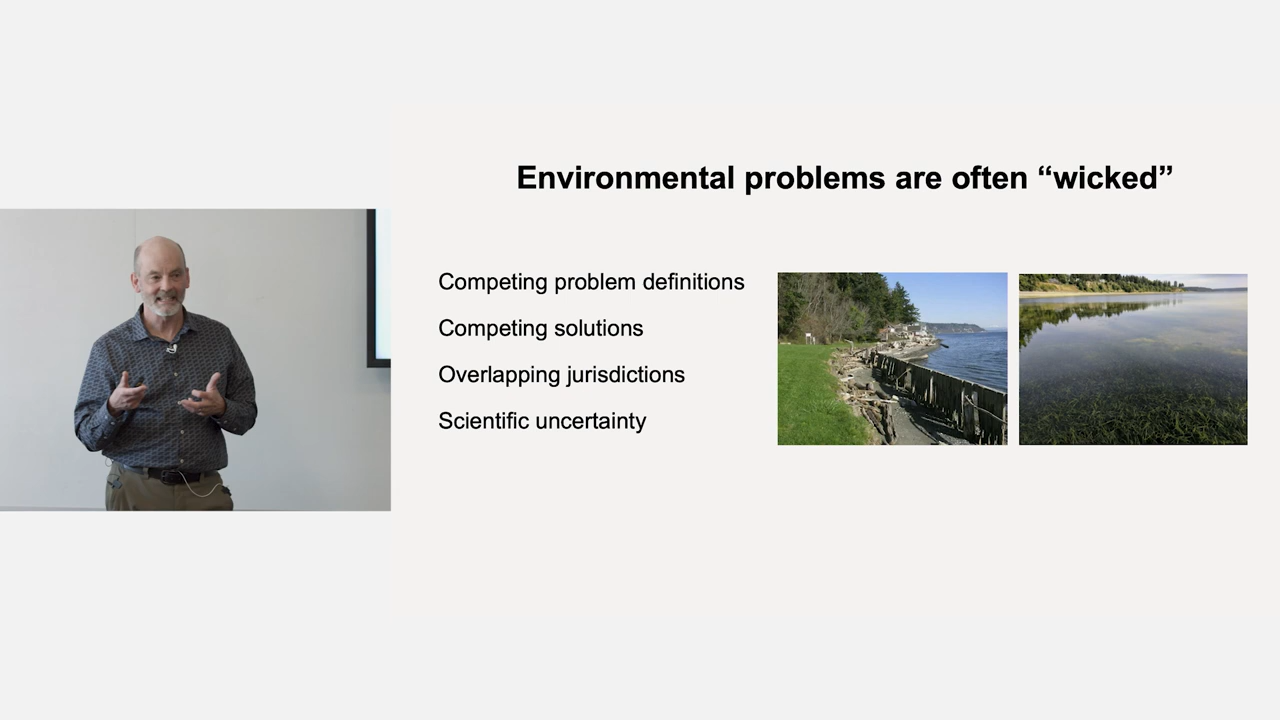 Environmental problems are often “wicked”
Competing problem definitions
Competing solutions
Overlapping jurisdictions
Scientific uncertainty